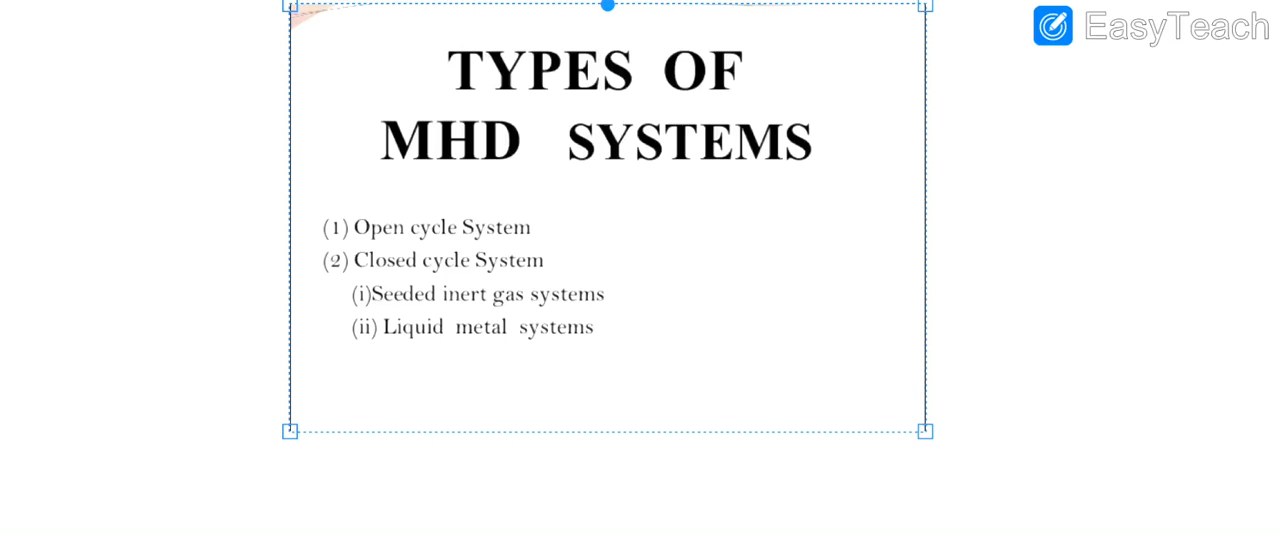 EasyTeach
TYPES OF
MHD SYSTEMS
(1) Open cycle System
(2) Closed cycle System
(i)Seeded inert gas systems
(ii) Liquid metal systems